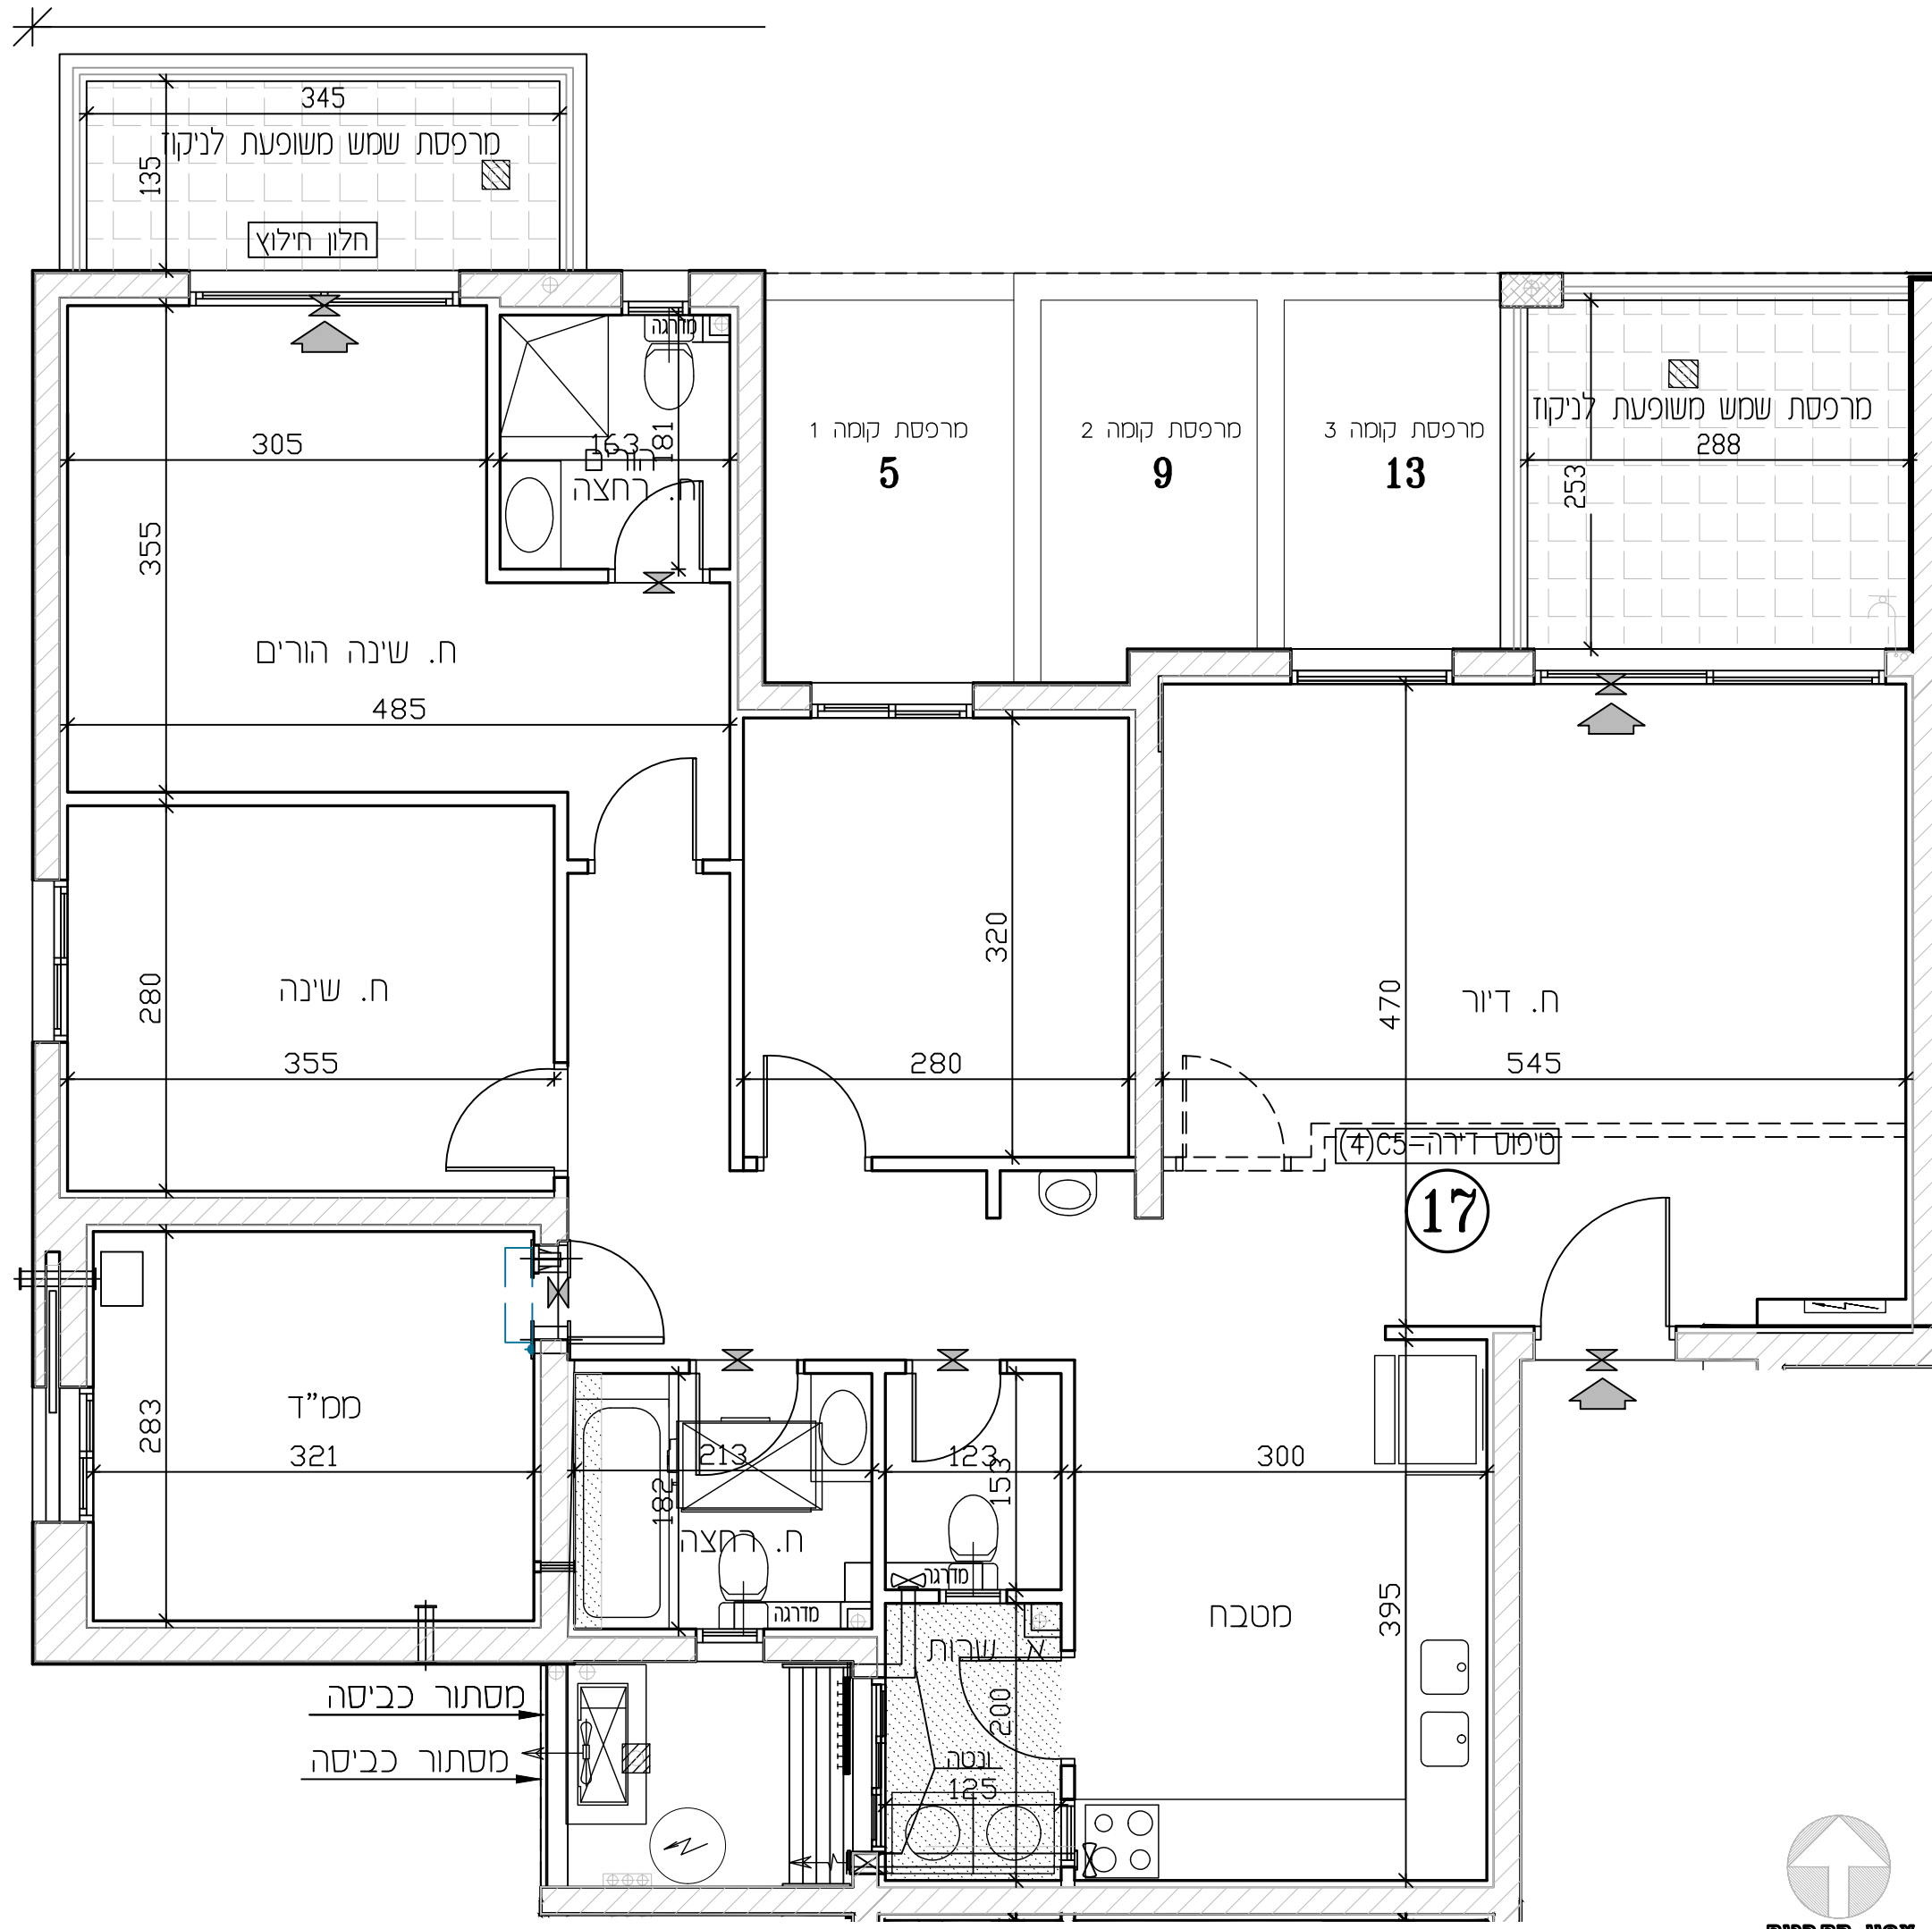 345
מרפסת שמש משופעת לניקוז
135
חלון חילוץ
מדרגה
305
163
181
הורים
ח. רחצה
355
ח. שינה הורים
485
מרפסת קומה 1
5
מרפסת קומה 2
9
מרפסת קומה 3
13
מרפסת שמש משופעת לניקוז
288
253
320
280
ח. שינה
280
355
470
ח. דיור
545
טיפוס דירה-C5(4)
17
ממ"ד
283
321
213
182
ח. רחצה
מדרגה
123
153
מדרגה
300
395
מטבח
א. שרות
200
ונטה
125
מסתור כביסה
מסתור כביסה